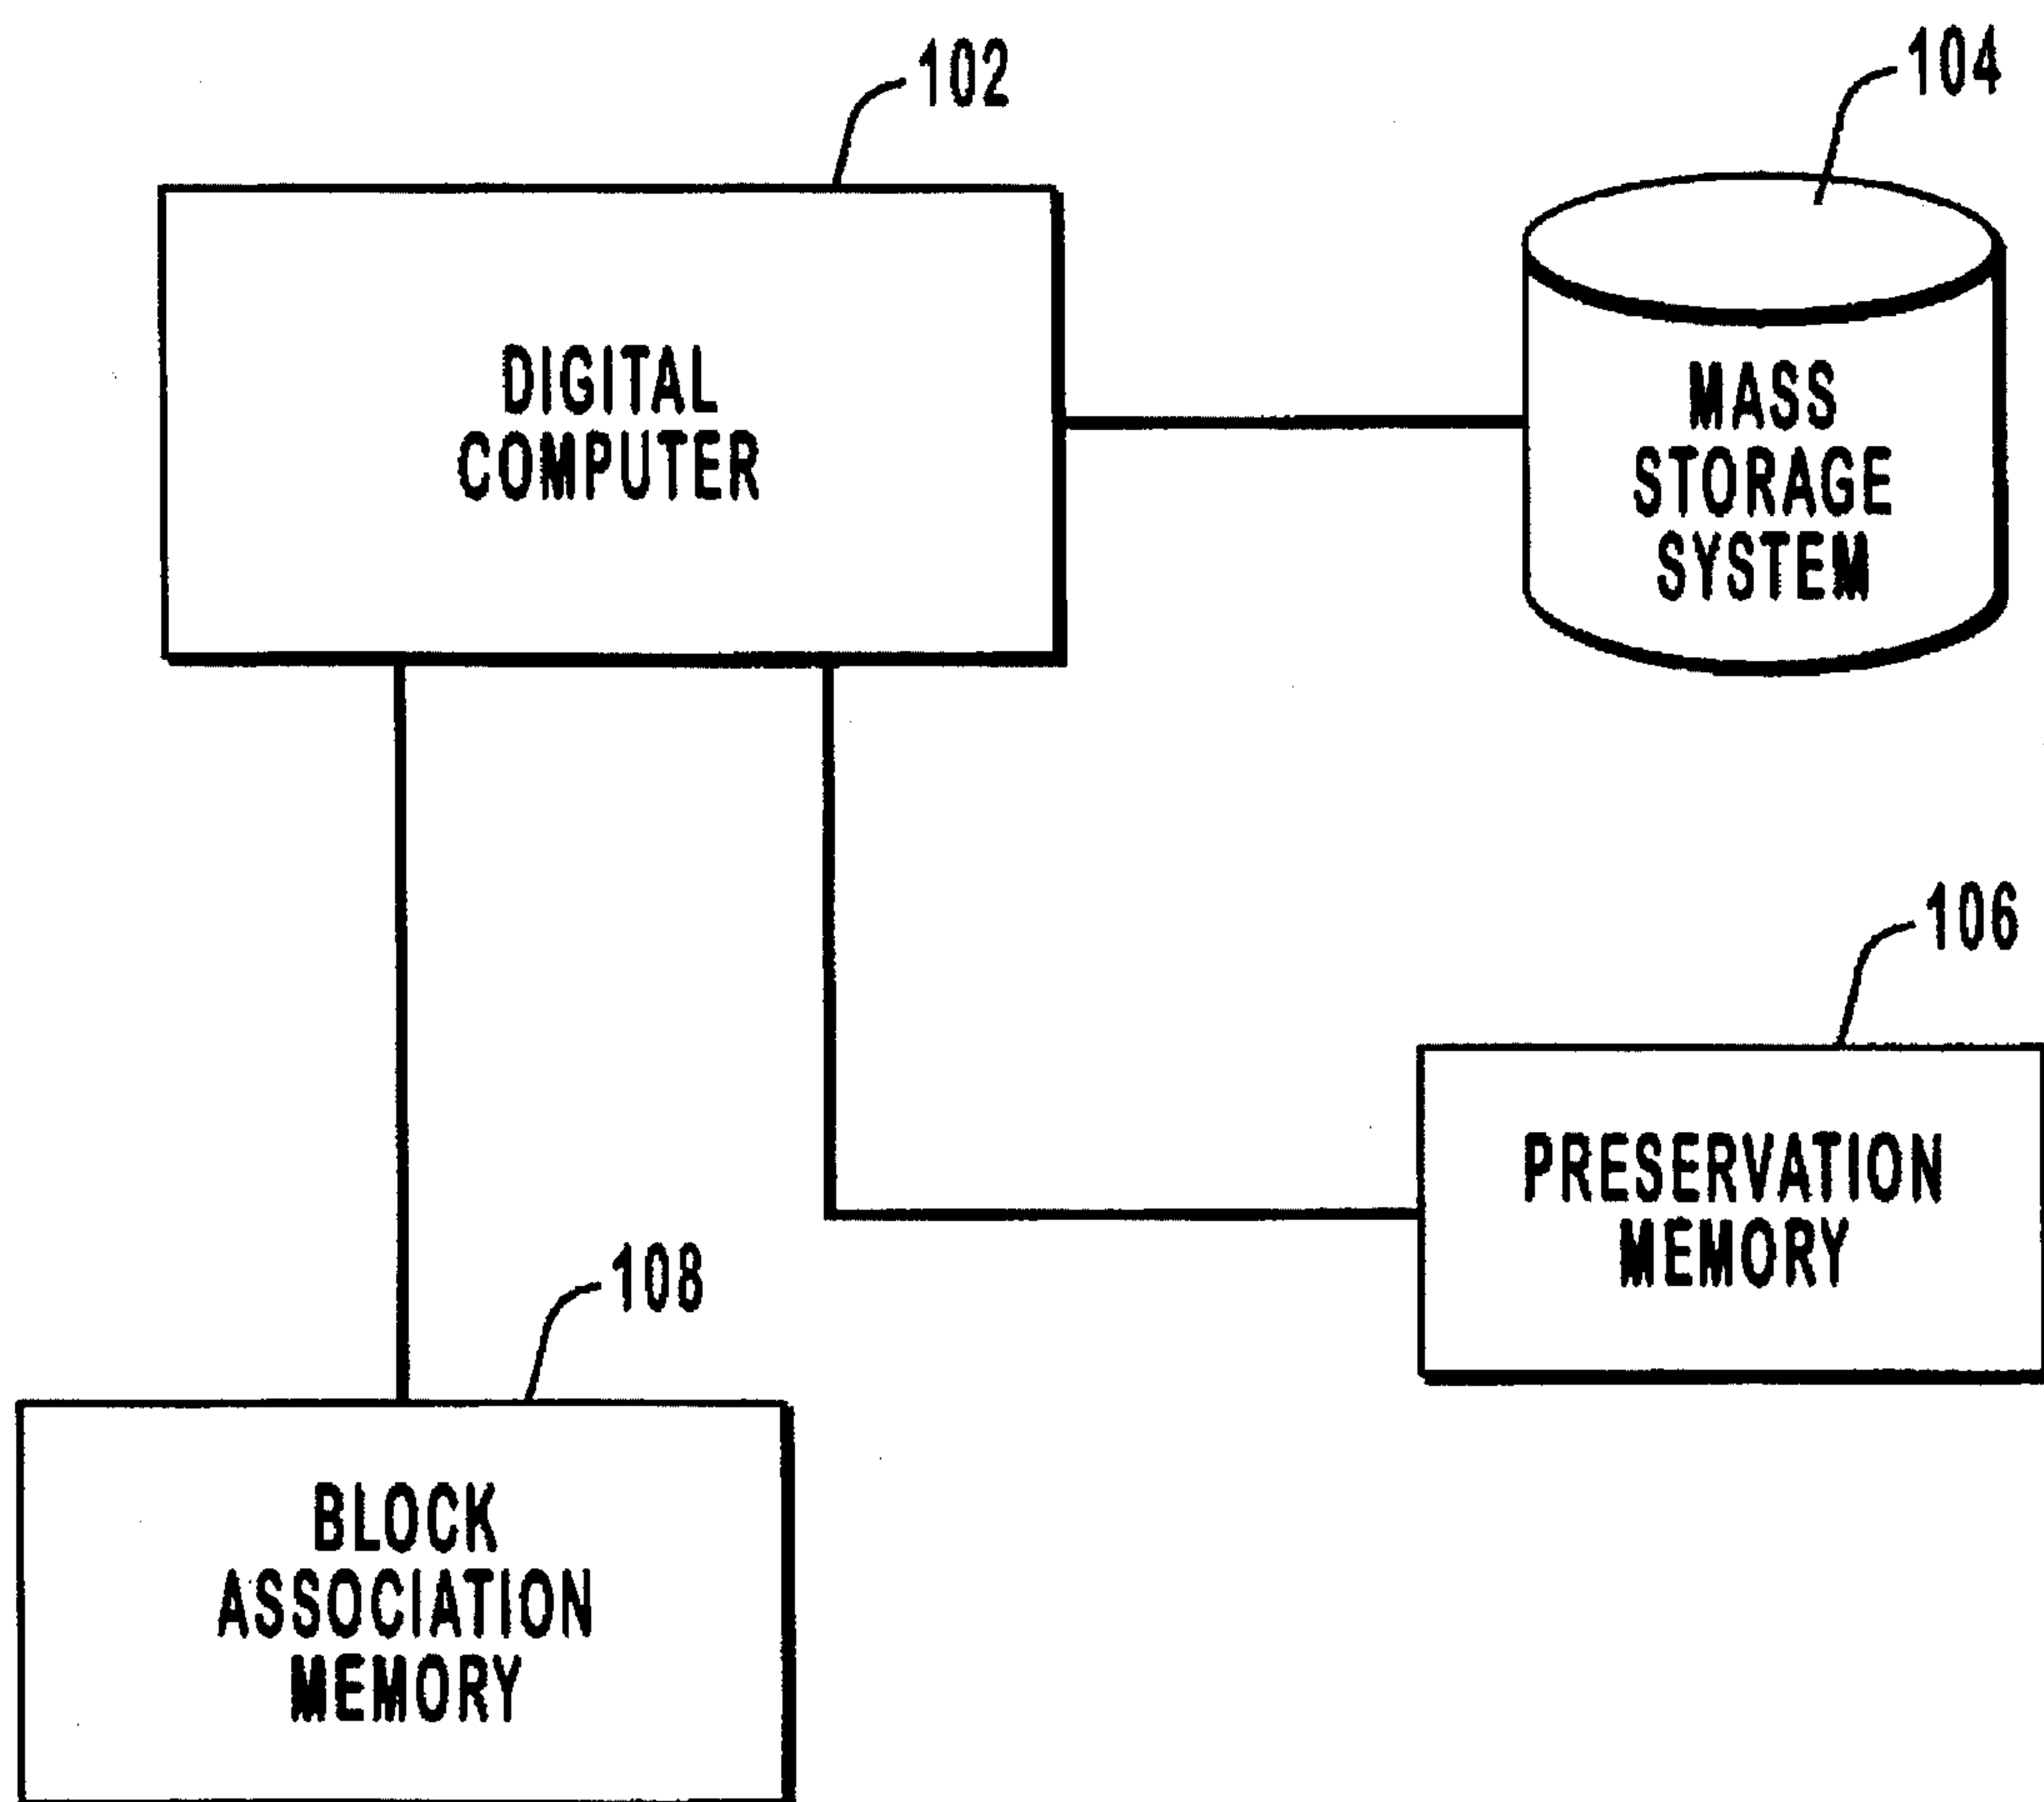 102
104
DIGITAL
COMPUTER
MASS
STORAGE
SYSTEM
106
PRESERVATION
MEMORY
108
BLOCK
ASSOCIATION
MEMORY